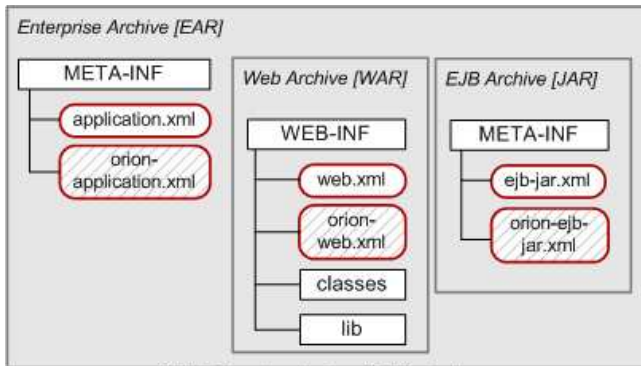 Enterprise Archive [EAR]
META-INF
application.xml
orion-
application.xml
Web Archive [WAR]
WEB-INF
web.xml
orion-
web.xml
classes
lib
EJB Archive [JAR]
META-INF
ejb-jar.xml
orion-ejb-
jar.xml